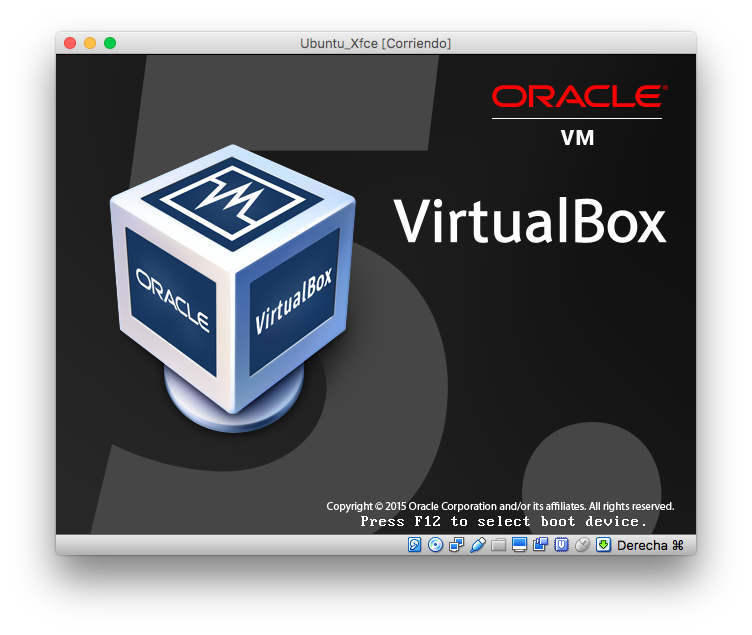 Ubuntu_Xfce [Corriendo]
ORACLE®
VM
VirtualBox
ORACLE
VirtualBox
5.
Copyright © 2015 Oracle Corporation and/or its affiliates. All rights reserved.
Press F12 to select boot device.
Derecha ⌘